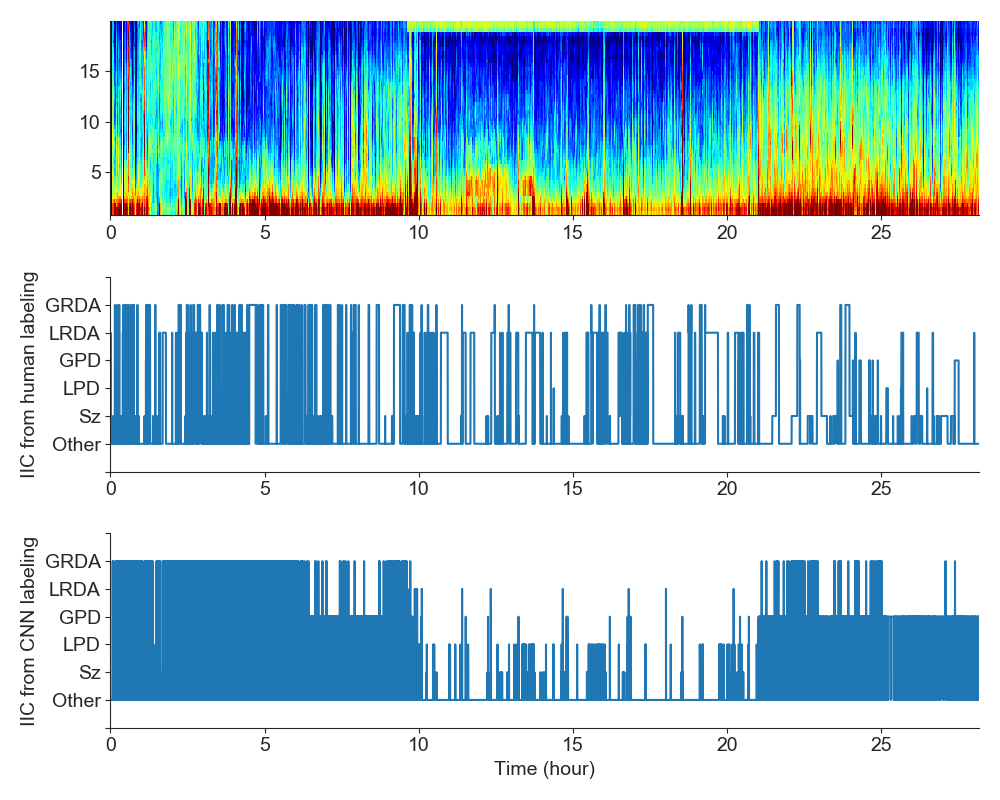 15
10
5
0 5 10 15 20 25
IIC from human labeling
GRDA
LRDA
GPD
LPD
Sz
Other
0 5 10 15 20 25
IIC from CNN labeling
GRDA
LRDA
GPD
LPD
Sz
Other
0 5 10 15 20 25
Time (hour)